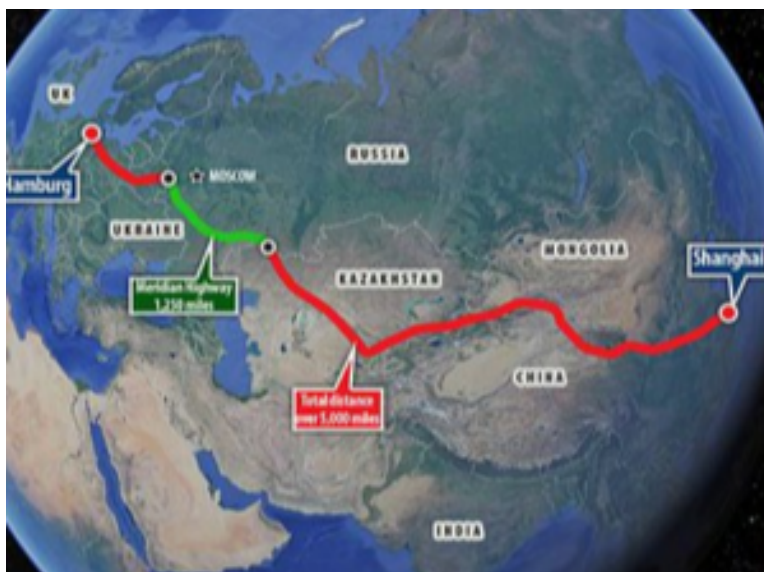 UK
RUSSIA
Hamburg
MOSCOW
UKRAINE
MONGOLIA
Shanghai
KAZAKHSTAN
Meridian Highway
1,250 miles
CHINA
Total distance
over 5,000 miles
INDIA